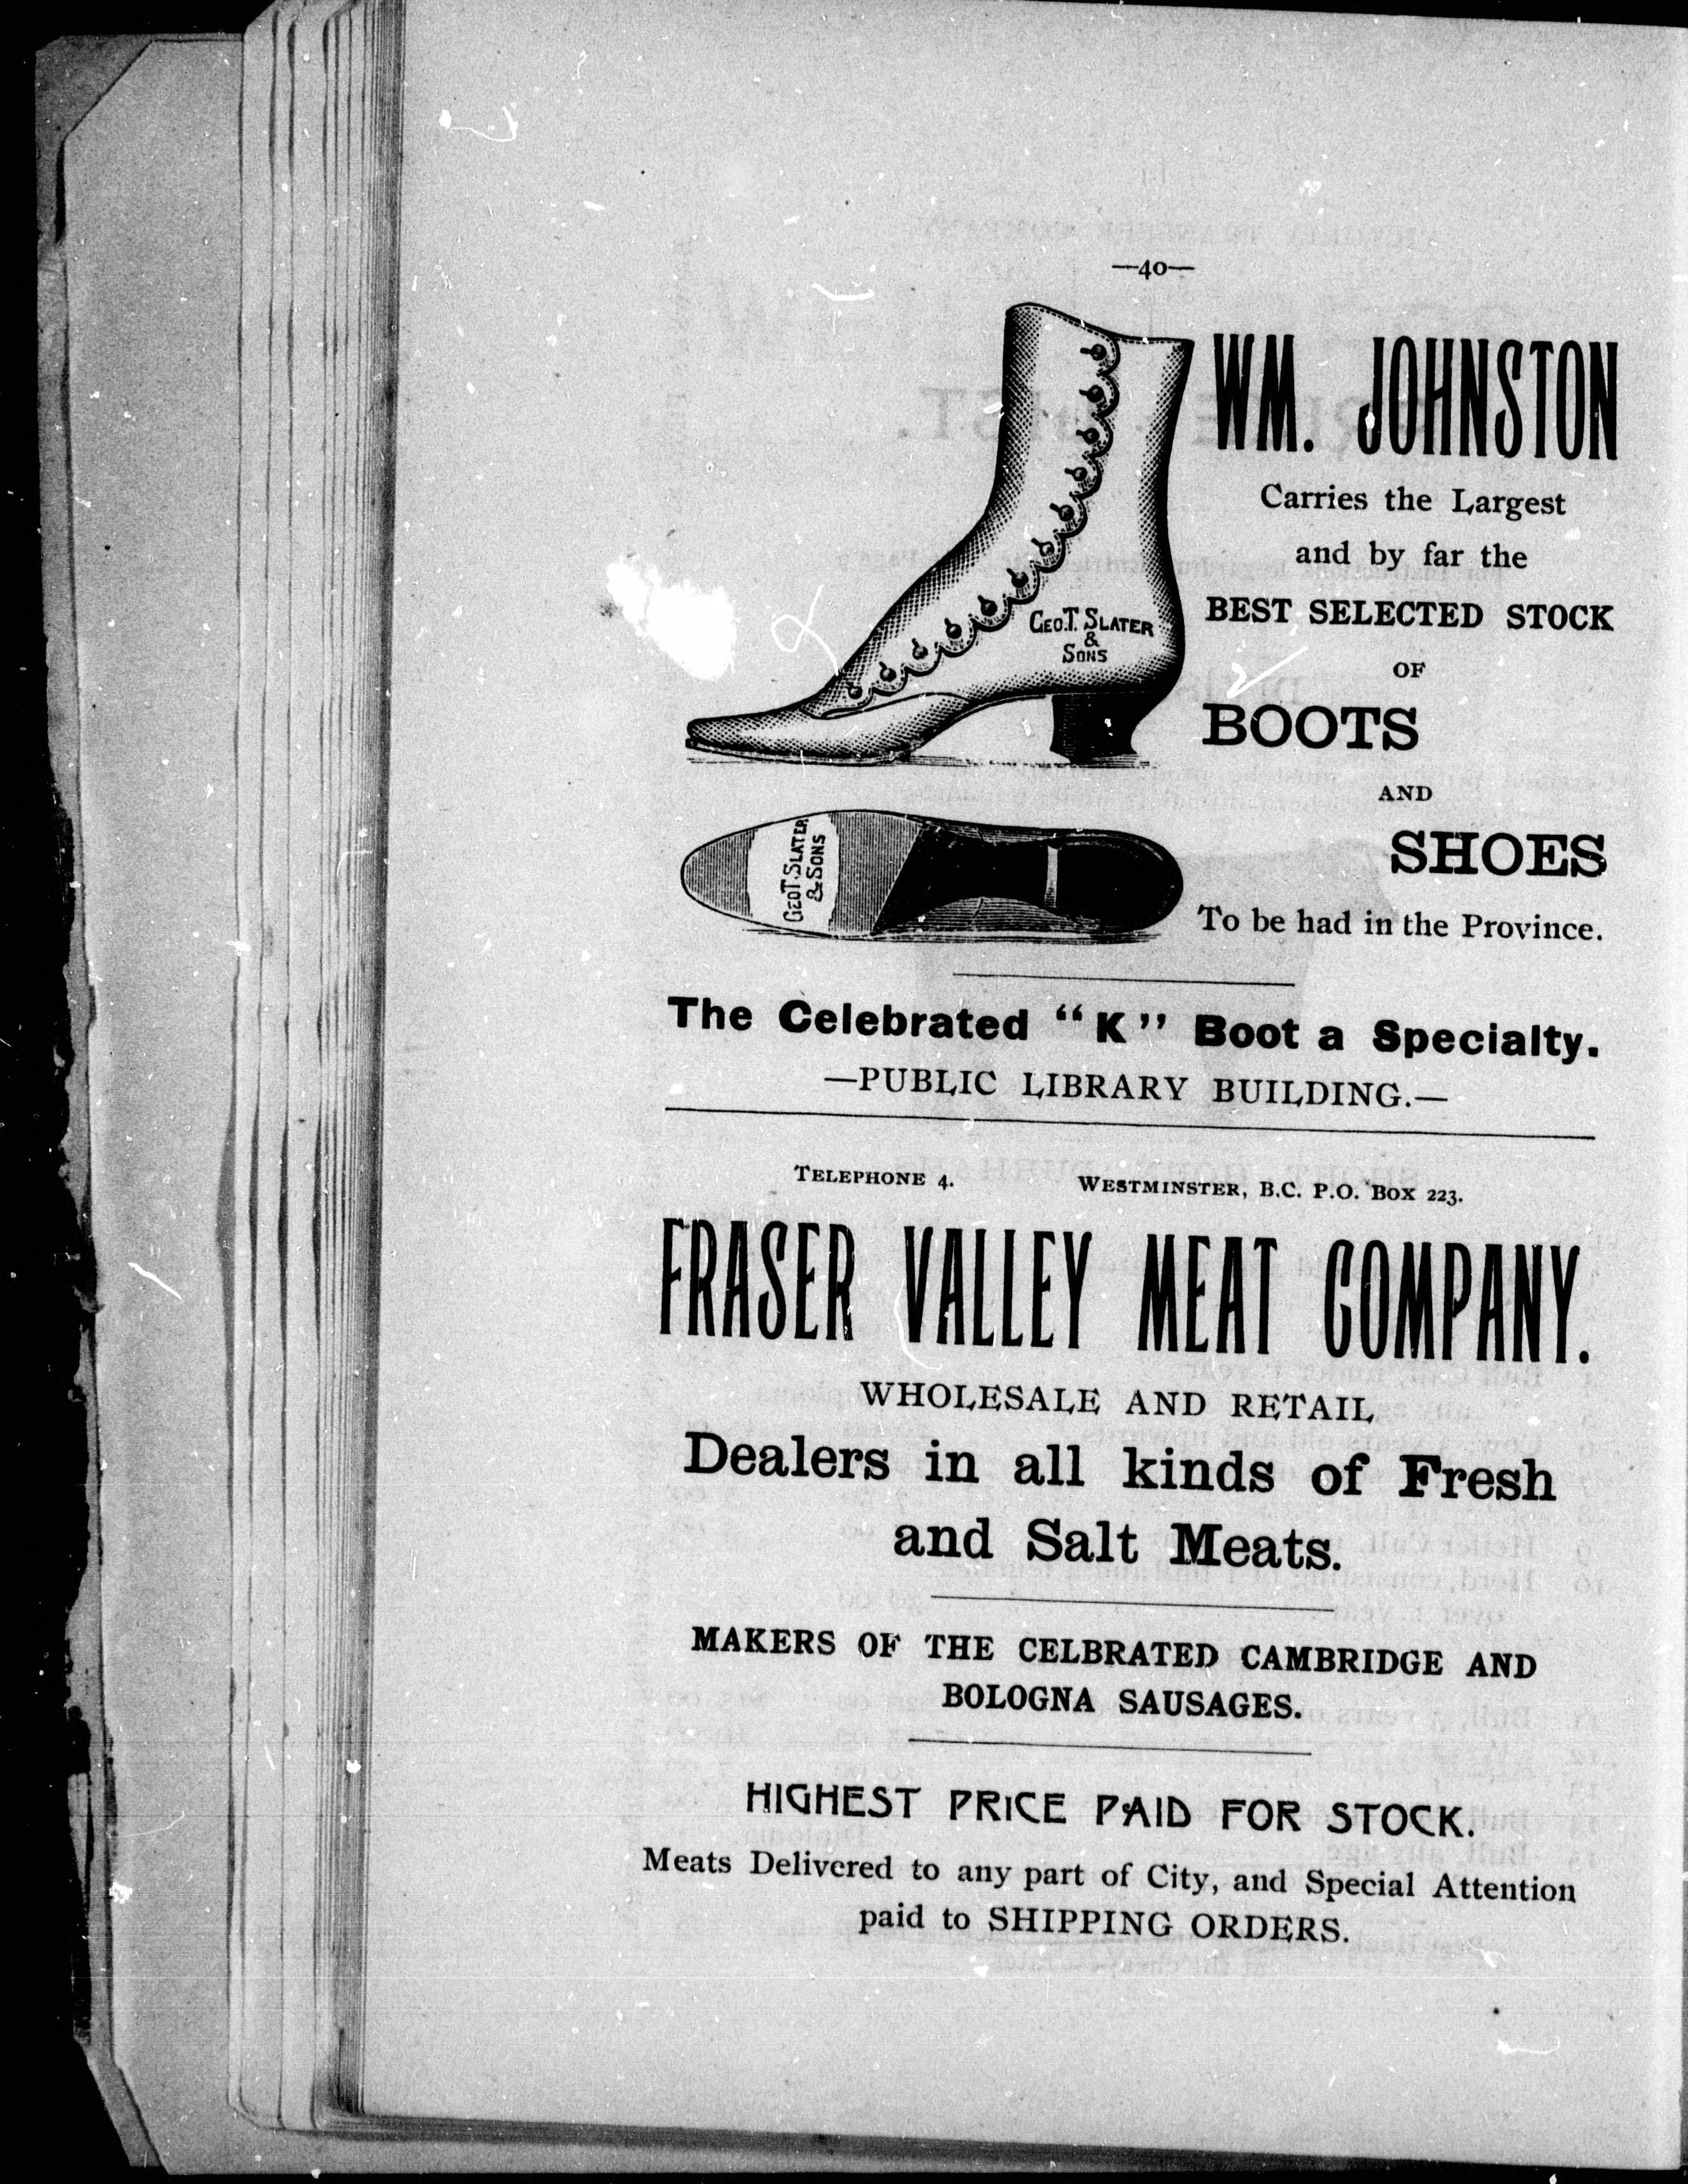 —40—
WM. JOHNSTON
Carries the Largest
and by far the
BEST SELECTED STOCK
OF
BOOTS
AND
SHOES
To be had in the Province.
GEO.T. SLATER
&
SONS
GEO.T. SLATER
& SONS
The Celebrated "K" Boot a Specialty.
—PUBLIC LIBRARY BUILDING.—
TELEPHONE 4. WESTMINSTER, B.C. P.O. BOX 223.
FRASER VALLEY MEAT COMPANY.
WHOLESALE AND RETAIL
Dealers in all kinds of Fresh
and Salt Meats.
MAKERS OF THE CELBRATED CAMBRIDGE AND
BOLOGNA SAUSAGES.
HIGHEST PRICE PAID FOR STOCK.
Meats Delivered to any part of City, and Special Attention
paid to SHIPPING ORDERS.